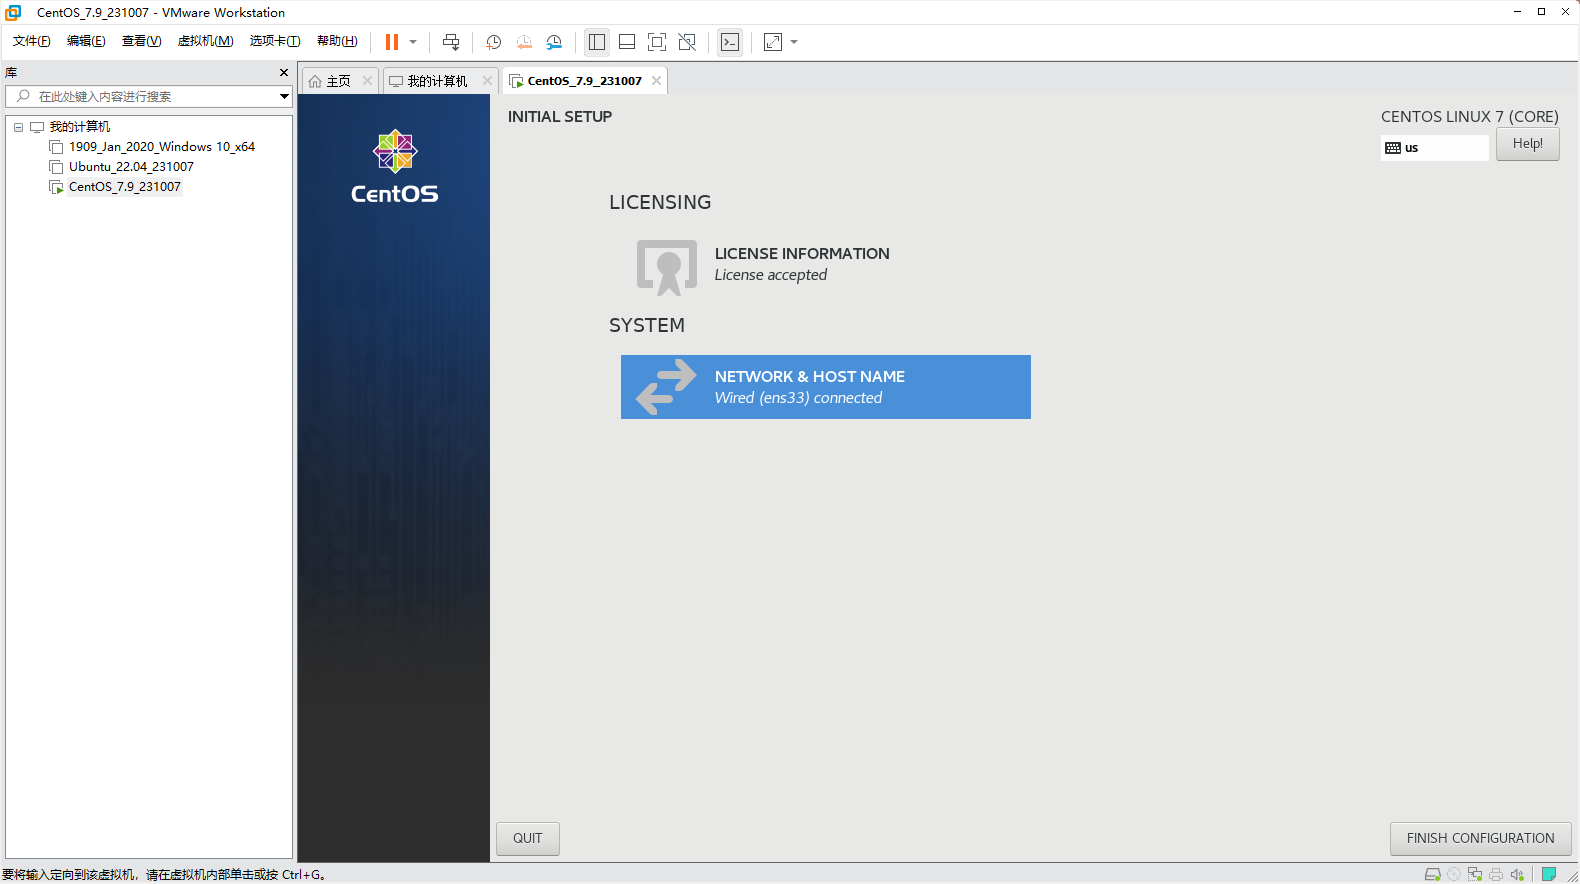 CentOS_7.9_231007 - VMware Workstation
文件(F) 编辑(E) 查看(V) 虚拟机(M) 选项卡(T) 帮助(H)
库
在此处键入内容进行搜索
我的计算机
1909_Jan_2020_Windows 10_x64
Ubuntu_22.04_231007
CentOS_7.9_231007
主页 我的计算机 CentOS_7.9_231007
CentOS
INITIAL SETUP
CENTOS LINUX 7 (CORE)
us
Help!
LICENSING
LICENSE INFORMATION
License accepted
SYSTEM
NETWORK & HOST NAME
Wired (ens33) connected
QUIT
FINISH CONFIGURATION
要将输入定向到该虚拟机，请在虚拟机内部单击或按 Ctrl+G。